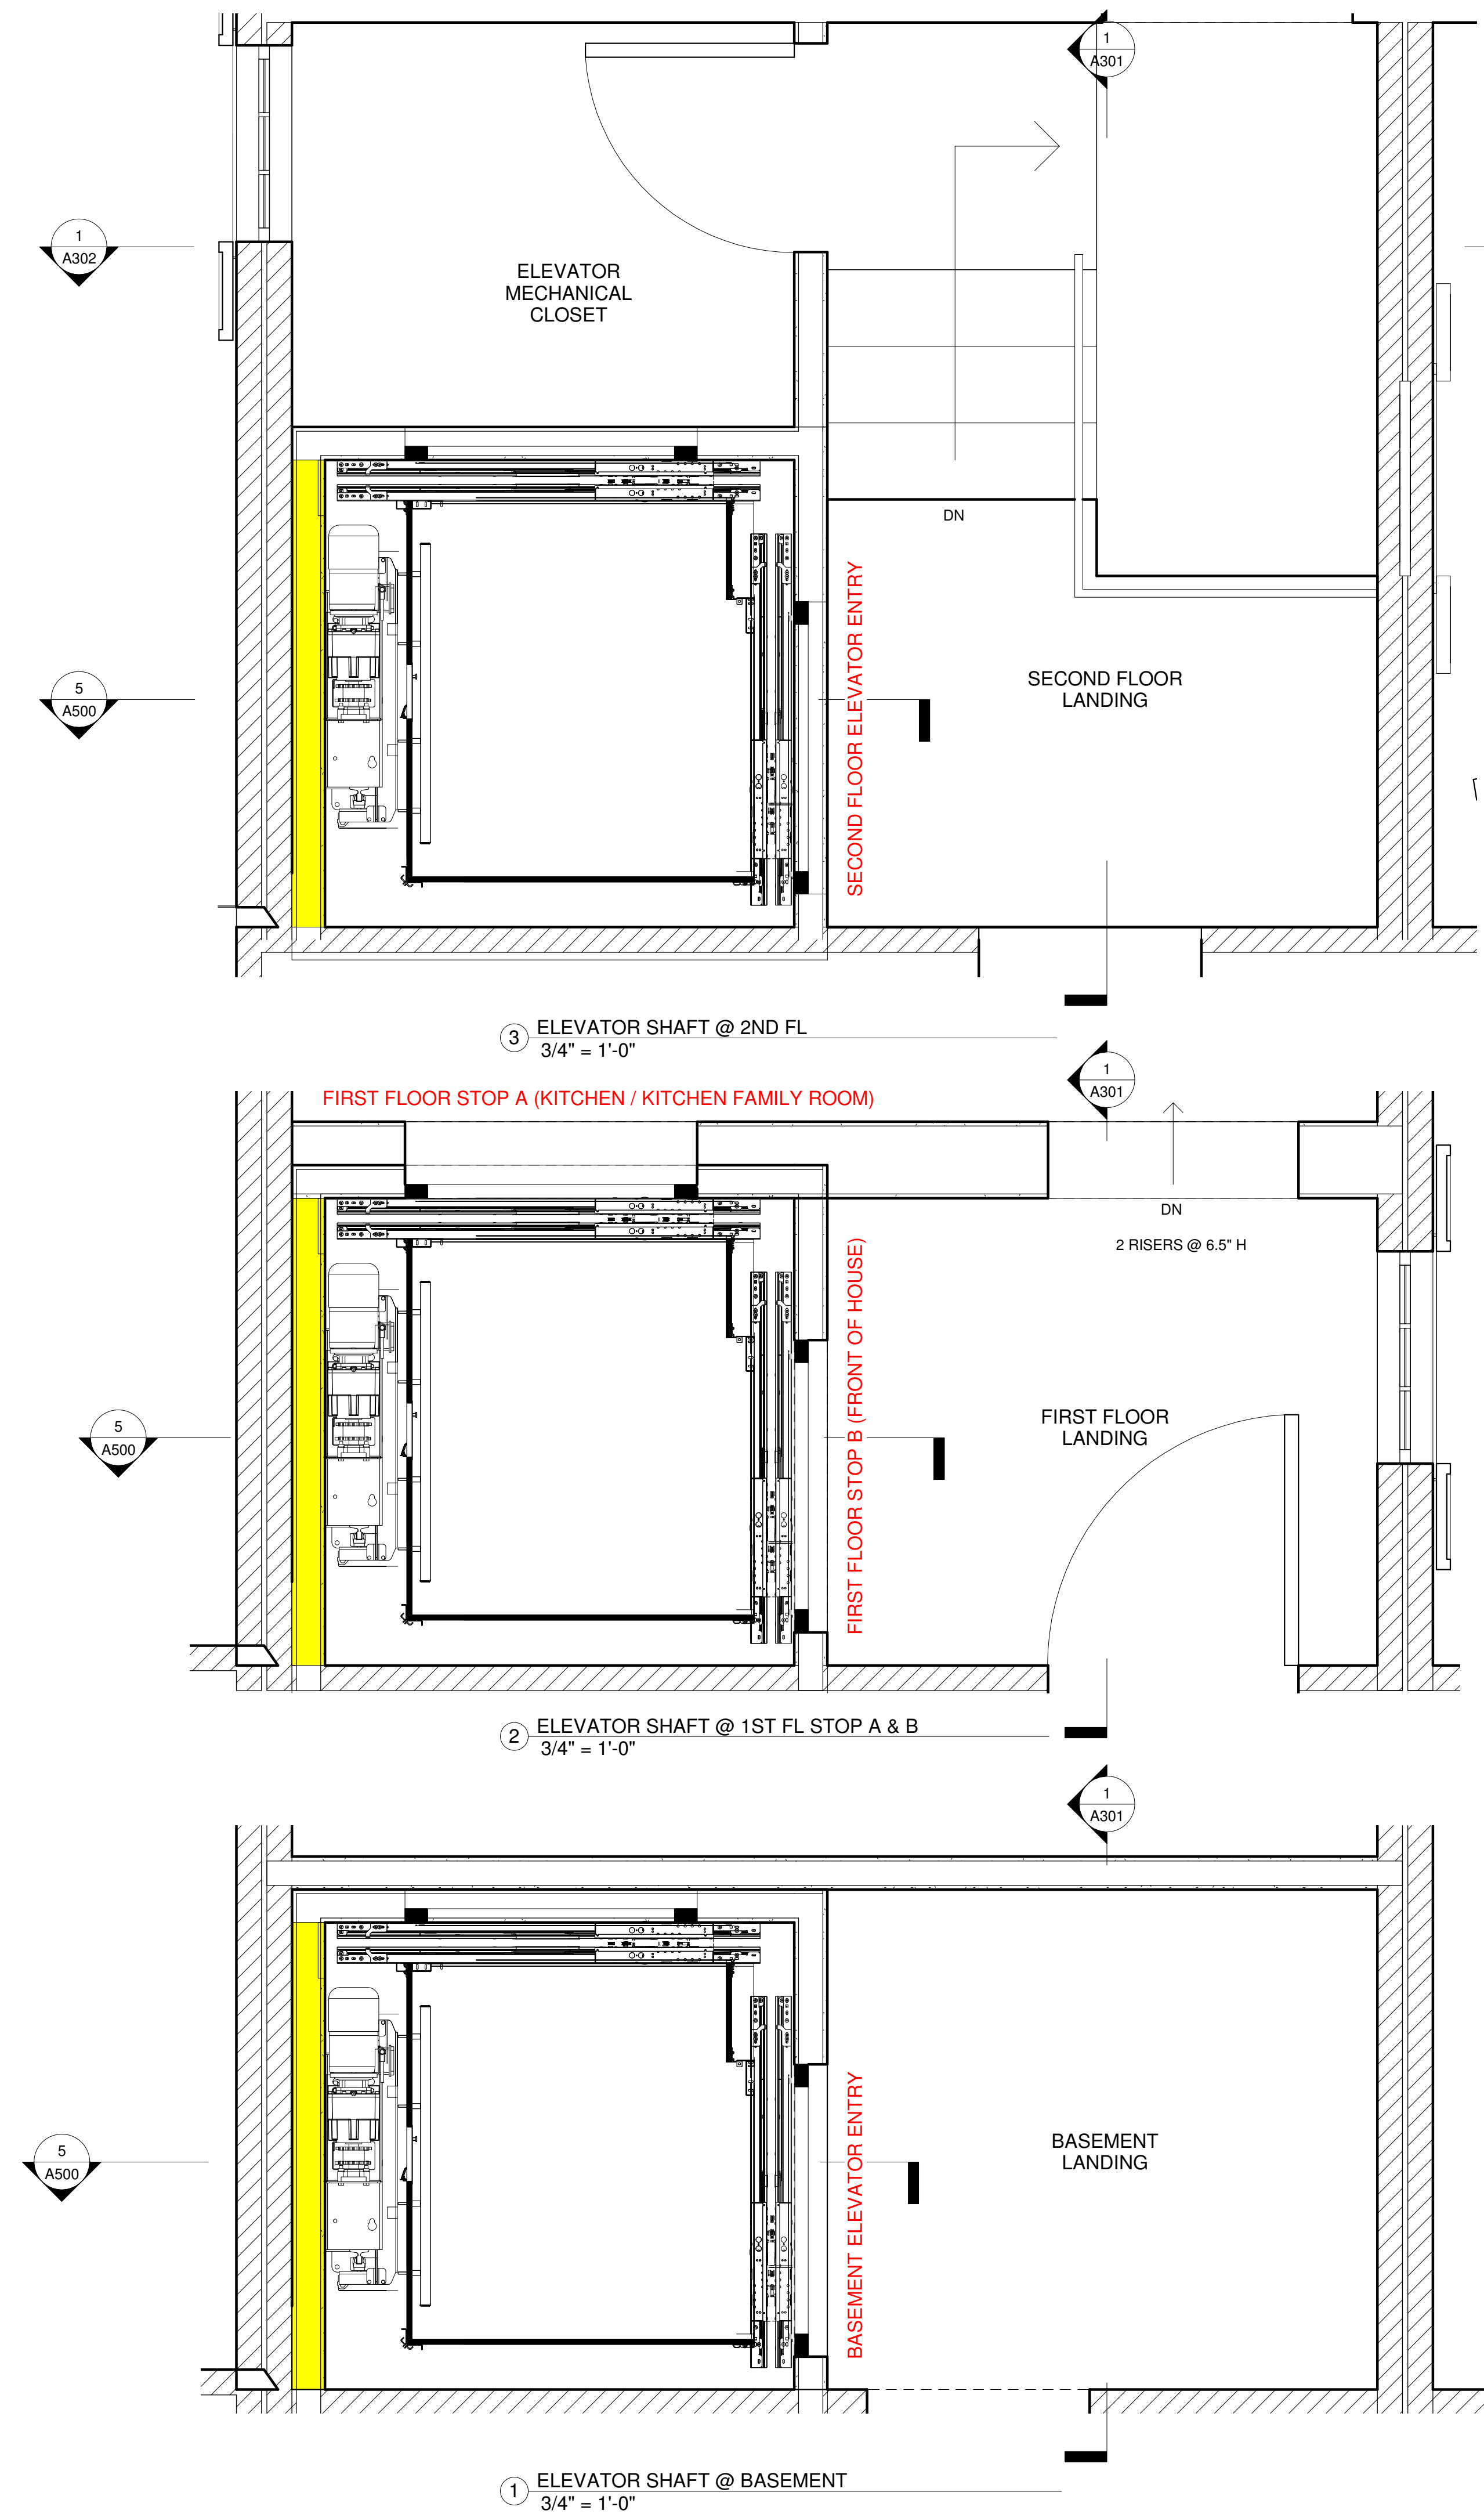 1
A301
1
A302
ELEVATOR
MECHANICAL
CLOSET
DN
SECOND FLOOR ELEVATOR ENTRY
SECOND FLOOR
LANDING
5
A500
3
ELEVATOR SHAFT @ 2ND FL
3/4" = 1'-0"
1
A301
FIRST FLOOR STOP A (KITCHEN / KITCHEN FAMILY ROOM)
DN
2 RISERS @ 6.5" H
FIRST FLOOR STOP B (FRONT OF HOUSE)
FIRST FLOOR
LANDING
5
A500
2
ELEVATOR SHAFT @ 1ST FL STOP A & B
3/4" = 1'-0"
1
A301
BASEMENT ELEVATOR ENTRY
BASEMENT
LANDING
5
A500
1
ELEVATOR SHAFT @ BASEMENT
3/4" = 1'-0"